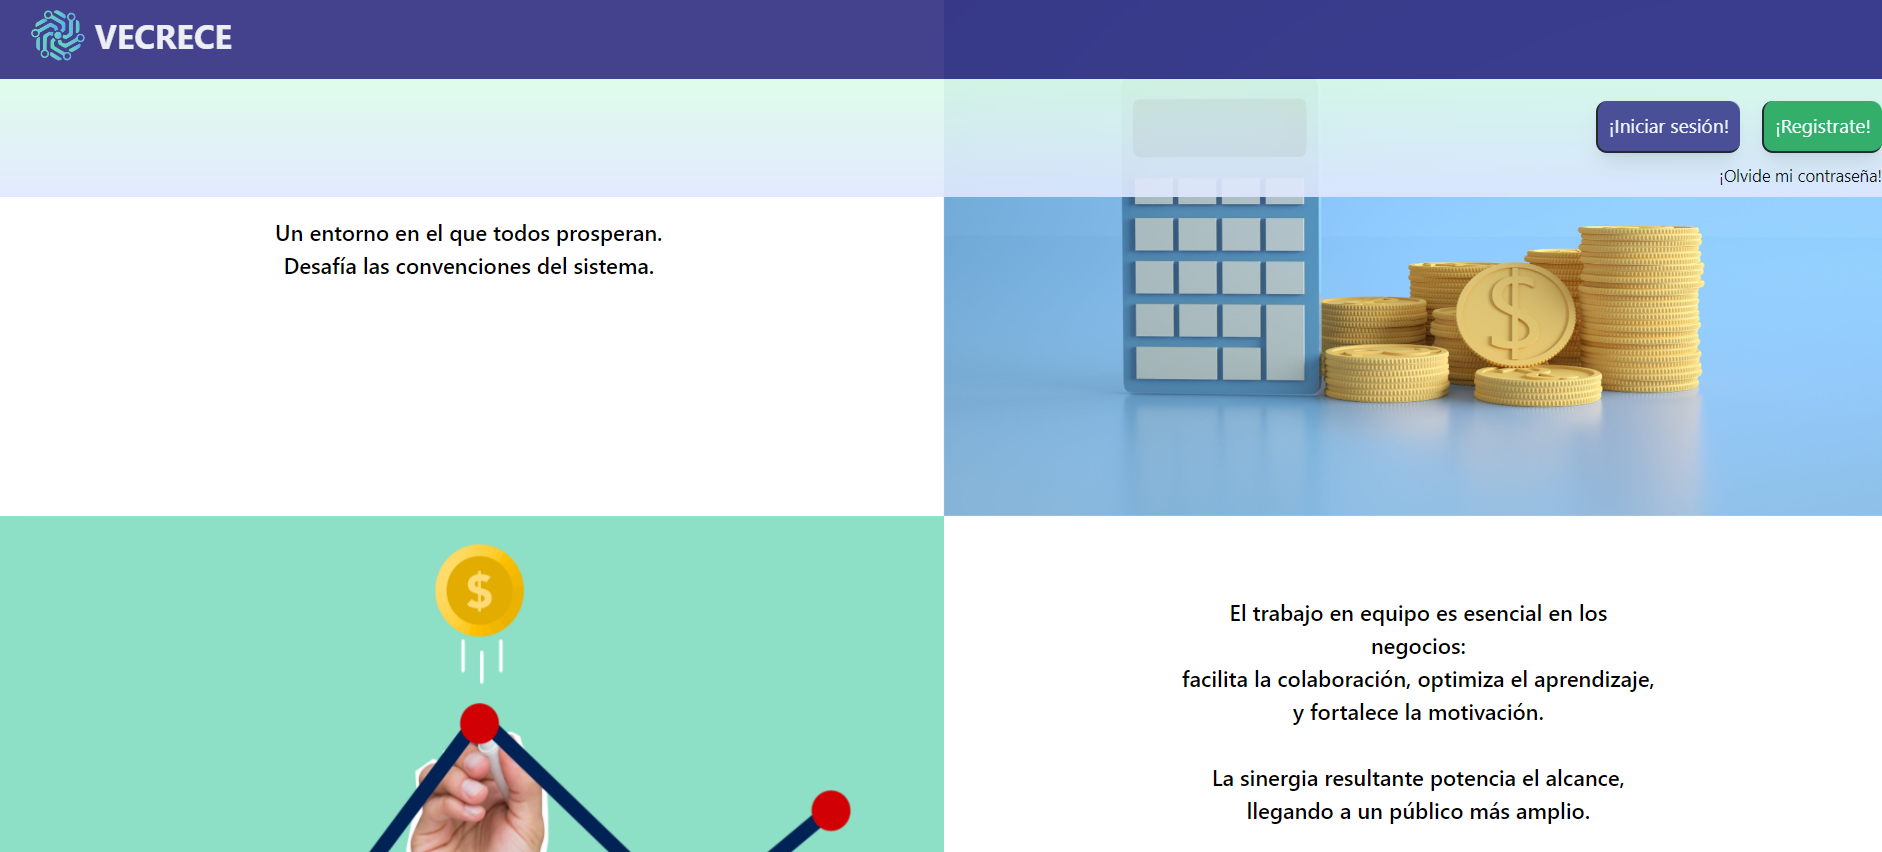 VECRECE
¡Iniciar sesión!
¡Registrate!
¡Olvide mi contraseña!
Un entorno en el que todos prosperan.
Desafía las convenciones del sistema.
$
$
El trabajo en equipo es esencial en los
negocios:
facilita la colaboración, optimiza el aprendizaje,
y fortalece la motivación.
La sinergia resultante potencia el alcance,
llegando a un público más amplio.